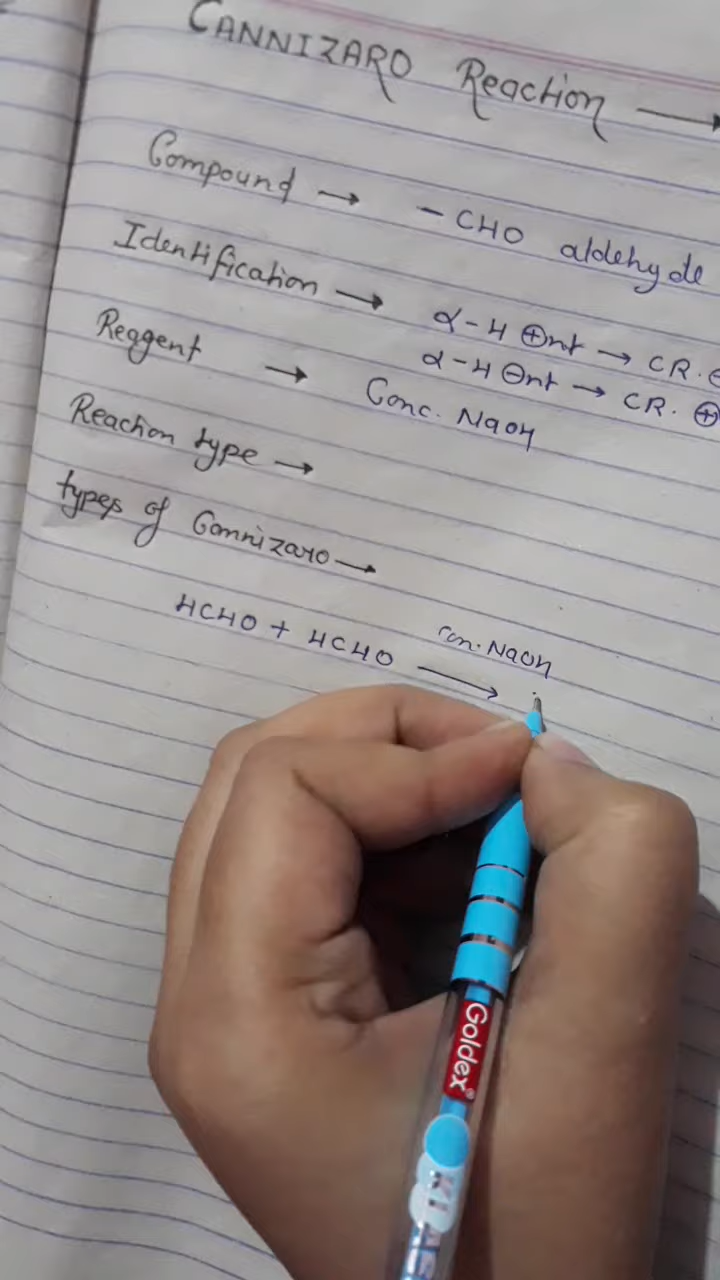 CANNIZARO Reaction →
Compound → - CHO aldehyde
Identification → α-H ⊕nt → CR. ⊖
α-H ⊖nt → CR. ⊕
Reagent → Conc. NaOH
Reaction type →
types of Cannizaro →
HCHO + HCHO con. NaOH →
Goldex®